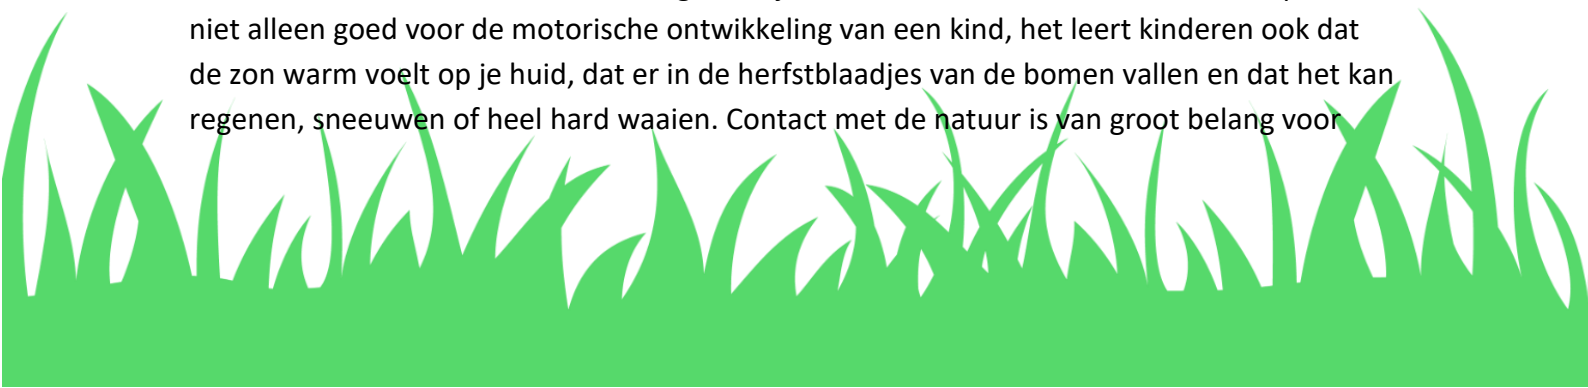 niet alleen goed voor de motorische ontwikkeling van een kind, het leert kinderen ook dat
de zon warm voelt op je huid, dat er in de herfstblaadjes van de bomen vallen en dat het kan
regenen, sneeuwen of heel hard waaien. Contact met de natuur is van groot belang voor